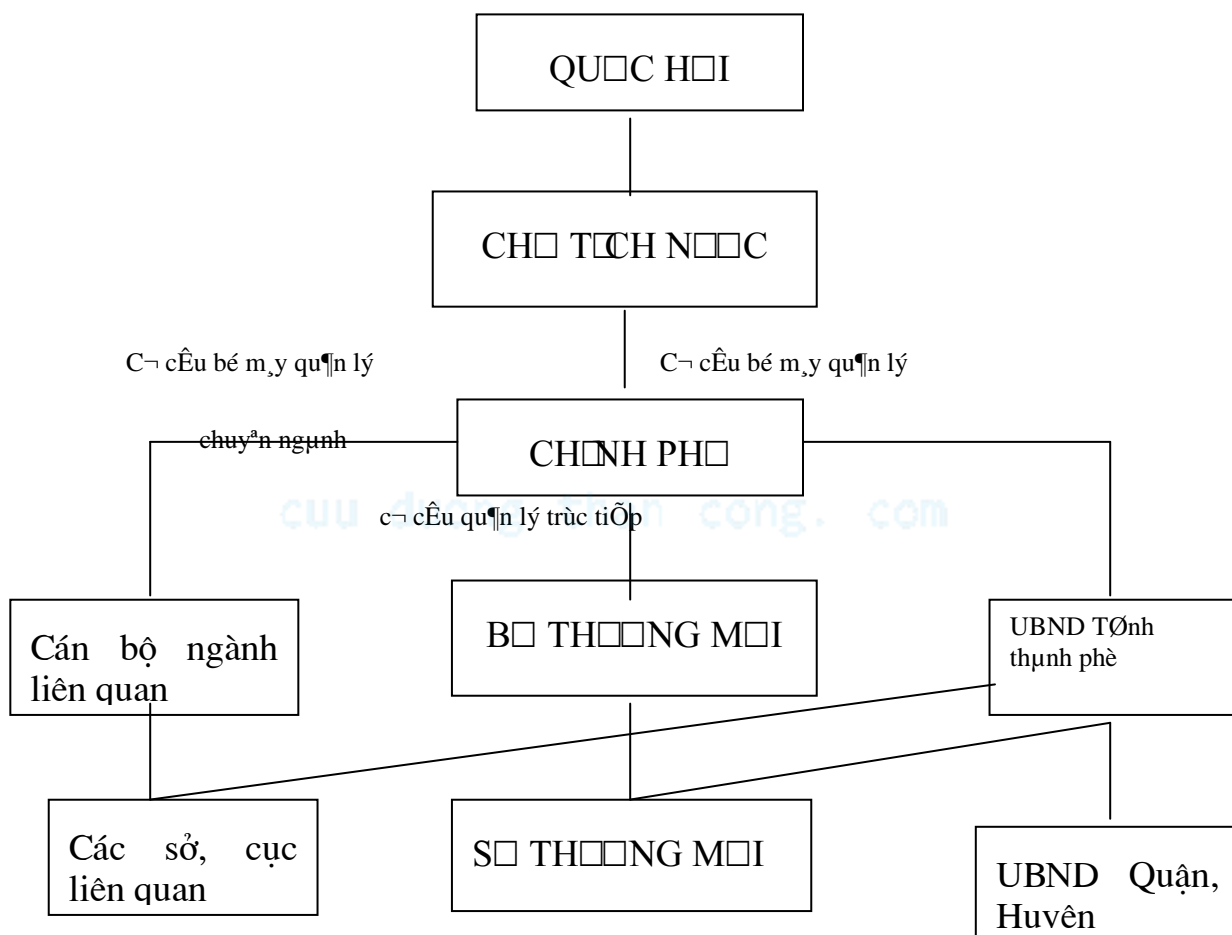 QU□C H□I
CH□ T□CH N□□C
C¬ cÊu bé m¸y qu¶n lý
C¬ cÊu bé m¸y qu¶n lý
chuyªn ngµnh
CH□NH PH□
cuu duong than cong. com
c¬ cÊu qu¶n lý trùc tiÕp
Cán bộ ngành
liên quan
B□ TH□□NG M□I
UBND TØnh
thµnh phè
Các sở, cục
liên quan
S□ TH□□NG M□I
UBND Quận,
Huvên